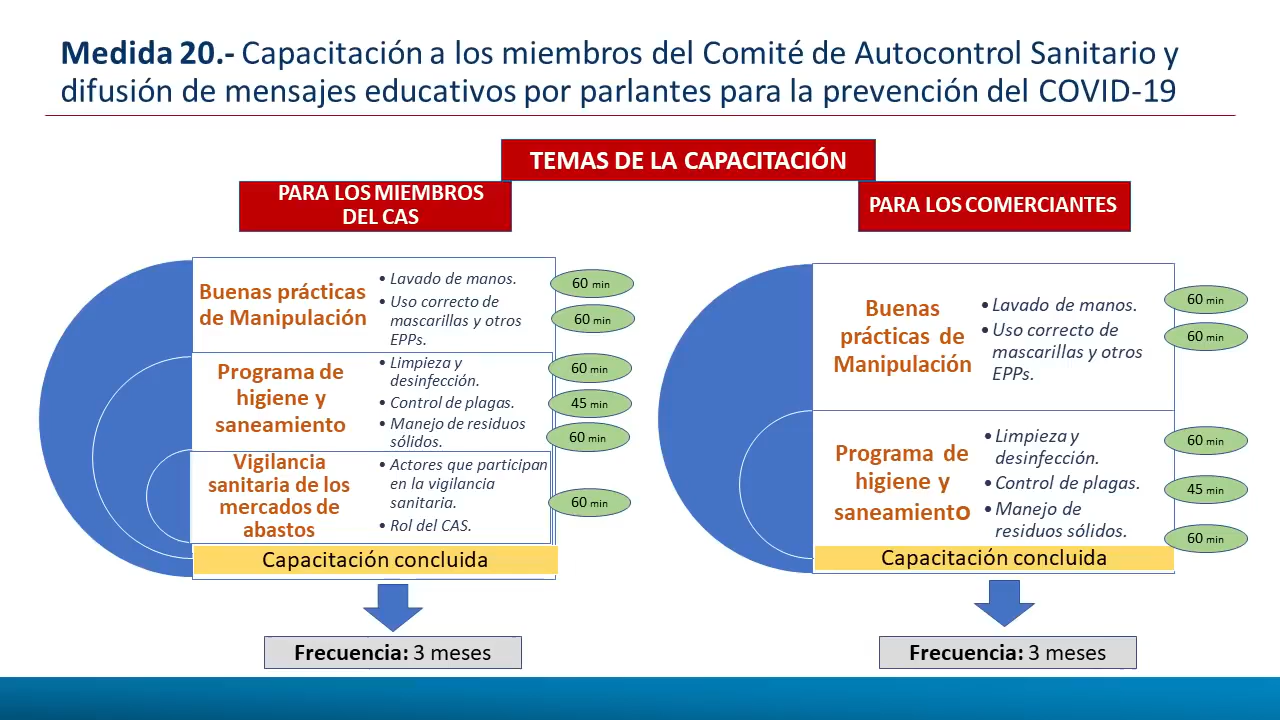 Medida 20.- Capacitación a los miembros del Comité de Autocontrol Sanitario y
difusión de mensajes educativos por parlantes para la prevención del COVID-19
TEMAS DE LA CAPACITACIÓN
PARA LOS MIEMBROS
DEL CAS
Buenas prácticas
de Manipulación
• Lavado de manos.
• Uso correcto de
mascarillas y otros
EPPs.
60 min
60 min
Programa de
higiene y
saneamiento
• Limpieza y
desinfección.
• Control de plagas.
• Manejo de residuos
sólidos.
60 min
45 min
60 min
Vigilancia
sanitaria de los
mercados de
abastos
• Actores que participan
en la vigilancia
sanitaria.
• Rol del CAS.
60 min
Capacitación concluida
Frecuencia: 3 meses
PARA LOS COMERCIANTES
Buenas
prácticas de
Manipulación
• Lavado de manos.
• Uso correcto de
mascarillas y otros
EPPs.
60 min
60 min
Programa de
higiene y
saneamiento
• Limpieza y
desinfección.
• Control de plagas.
• Manejo de
residuos sólidos.
60 min
45 min
60 min
Capacitación concluida
Frecuencia: 3 meses